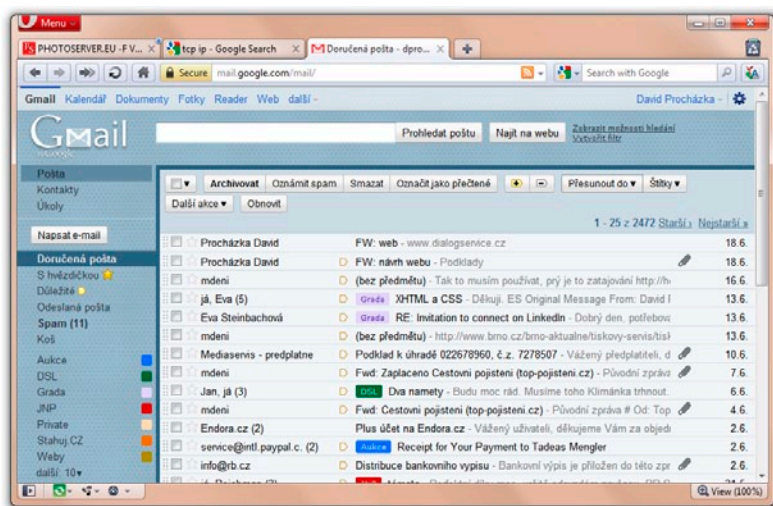 Menu
PHOTOSERVER.EU -F V...
tcp ip - Google Search
Doručená pošta - dpro...
Secure mail.google.com/mail/
Search with Google
Gmail Kalendář Dokumenty Fotky Reader Web další
David Procházka
Gmail
Prohledat poštu
Najít na webu
Zobrazit možnosti hledání
Vytvořit filtr
Pošta
Kontakty
Úkoly
Napsat e-mail
Doručená pošta
S hvězdičkou
Důležité
Odeslaná pošta
Spam (11)
Koš
Aukce
DSL
Grada
JNP
Private
Stahuj.CZ
Weby
další: 10▾
Archivovat Oznámit spam Smazat Označit jako přečtené Přesunout do ▾ Štítky ▾
Další akce ▾ Obnovit
1 - 25 z 2472 Starší › Nejstarší »
Procházka David FW: web - www.dialogservice.cz 18.6.
Procházka David FW: návrh webu - Podklady 18.6.
mdeni (bez předmětu) - Tak to musím používat, prý je to zatajování 16.6.
já, Eva (5) Grada XHTML a CSS - Děkuji. ES Original Message From: David 13.6.
Eva Steinbachová Grada RE: Invitation to connect on LinkedIn - Dobrý den, 13.6.
mdeni (bez předmětu) - http://www.brno.cz/brno-aktualne/tiskovy-servis/tisk 13.6.
Mediaservis - predplatne Podklad k úhradě 022678960, č.z. 7278507 - Vážený předplatiteli, d 10.6.
mdeni Fwd: Zaplaceno Cestovni pojisteni (top-pojisteni.cz) - Původní zpráva 7.6.
Jan, já (3) DSL Dva namety - Budu moc rád. Musíme toho Klimánka trhnout. 6.6.
mdeni Fwd: Cestovni pojisteni (top-pojisteni.cz) - Původní zpráva # Od: Top 4.6.
Endora.cz (2) Plus účet na Endora.cz - Vážený uživateli, děkujeme Vám za objedn 2.6.
service@intl.paypal.c. (2) Aukce Receipt for Your Payment to Tadeas Mengler 2.6.
info@rb.cz Distribuce bankovního vypisu - Bankovní výpis je přiložen do této zpr 2.6.
View (100%)